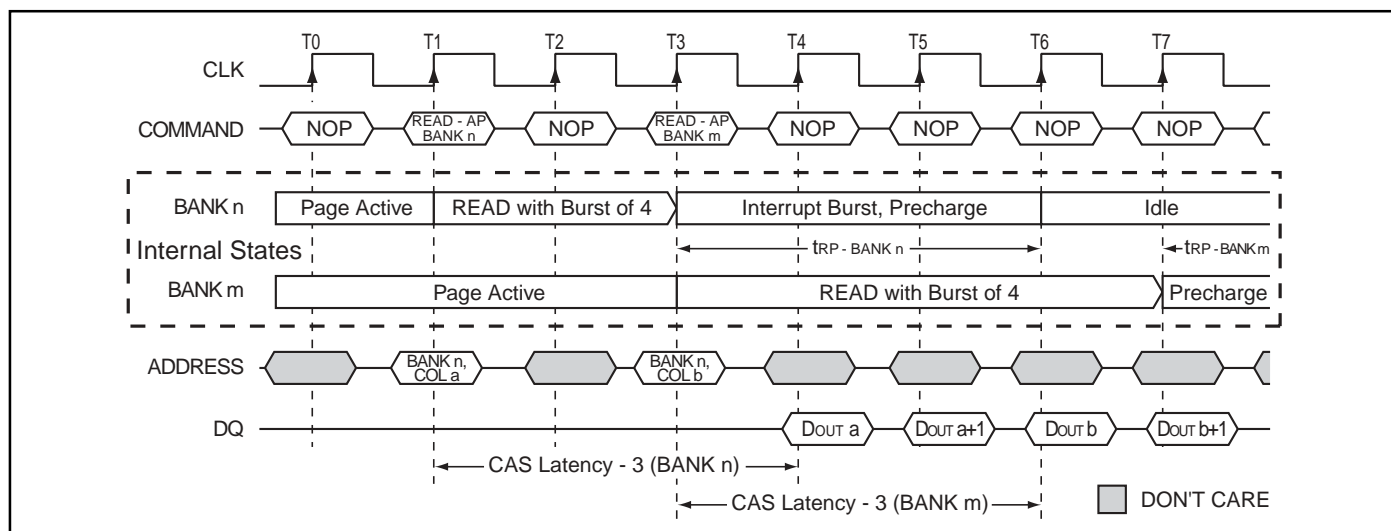 T0 T1 T2 T3 T4 T5 T6 T7
CLK
COMMAND NOP READ - AP BANK n NOP READ - AP BANK m NOP NOP NOP NOP
BANK n Page Active READ with Burst of 4 Interrupt Burst, Precharge Idle
Internal States tRP - BANK n tRP - BANK m
BANK m Page Active READ with Burst of 4 Precharge
ADDRESS BANK n, COL a BANK n, COL b
DQ DOUT a DOUT a+1 DOUT b DOUT b+1
CAS Latency - 3 (BANK n)
CAS Latency - 3 (BANK m) DON'T CARE